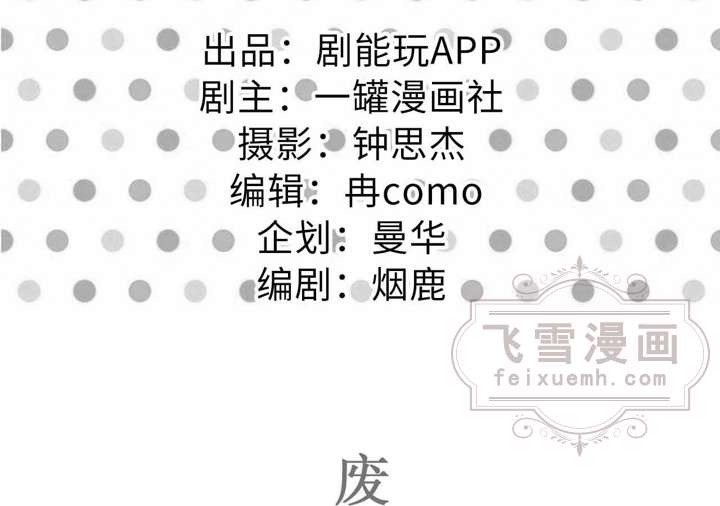 出品：剧能玩APP
剧主：一罐漫画社
摄影：钟思杰
编辑：冉como
企划：曼华
编剧：烟鹿
飞雪漫画
feixuemh.com
废